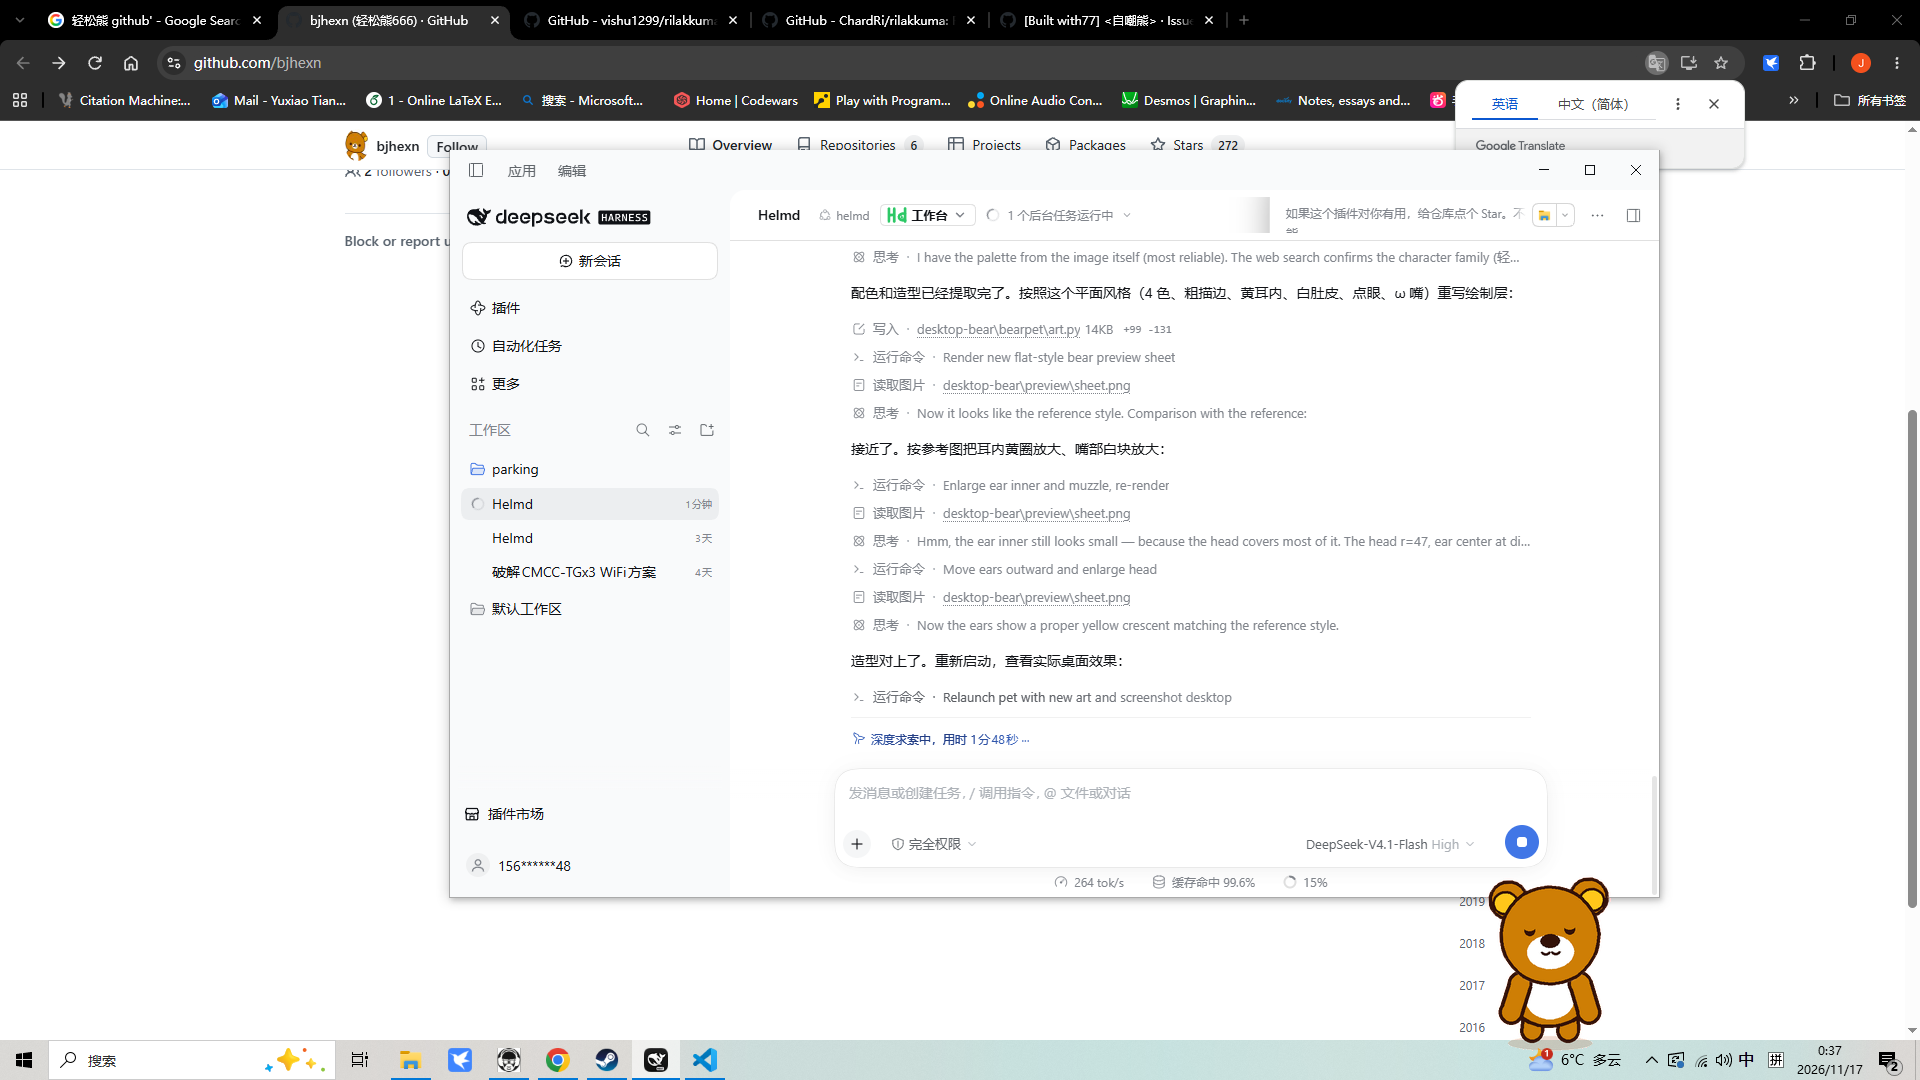 轻松熊 github' - Google Sear
bjhexn (轻松熊666) · GitHub
GitHub - vishu1299/rilakkuma
GitHub - ChardRi/rilakkuma:
[Built with77] <自嘲熊> · Issu
github.com/bjhexn
J
Citation Machine:...
Mail - Yuxiao Tian...
1 - Online LaTeX E...
搜索 - Microsoft...
Home | Codewars
Play with Program...
Online Audio Con...
Desmos | Graphin...
Notes, essays and...
»
所有书签
英语
中文（简体）
Google Translate
bjhexn
Follow
Overview
Repositories 6
Projects
Packages
Stars 272
2 followers · 0
Block or report u
应用
编辑
deepseek HARNESS
新会话
插件
自动化任务
更多
工作区
parking
Helmd 1分钟
Helmd 3天
破解CMCC-TGx3 WiFi方案 4天
默认工作区
插件市场
156******48
Helmd
helmd
Hd 工作台
1 个后台任务运行中
如果这个插件对你有用，给仓库点个 Star。不
思考 · I have the palette from the image itself (most reliable). The web search confirms the character family (轻...
配色和造型已经提取完了。按照这个平面风格（4 色、粗描边、黄耳内、白肚皮、点眼、ω 嘴）重写绘制层：
写入 · desktop-bear\bearpet\art.py 14KB +99 -131
运行命令 · Render new flat-style bear preview sheet
读取图片 · desktop-bear\preview\sheet.png
思考 · Now it looks like the reference style. Comparison with the reference:
接近了。按参考图把耳内黄圈放大、嘴部白块放大：
运行命令 · Enlarge ear inner and muzzle, re-render
读取图片 · desktop-bear\preview\sheet.png
思考 · Hmm, the ear inner still looks small — because the head covers most of it. The head r=47, ear center at di...
运行命令 · Move ears outward and enlarge head
读取图片 · desktop-bear\preview\sheet.png
思考 · Now the ears show a proper yellow crescent matching the reference style.
造型对上了。重新启动，查看实际桌面效果：
运行命令 · Relaunch pet with new art and screenshot desktop
深度求索中，用时 1分48秒 ···
发消息或创建任务，/ 调用指令，@ 文件或对话
完全权限
DeepSeek-V4.1-Flash High
264 tok/s
缓存命中 99.6%
15%
2019
2018
2017
2016
搜索
1
6°C 多云
中
拼
0:37
2026/11/17
2